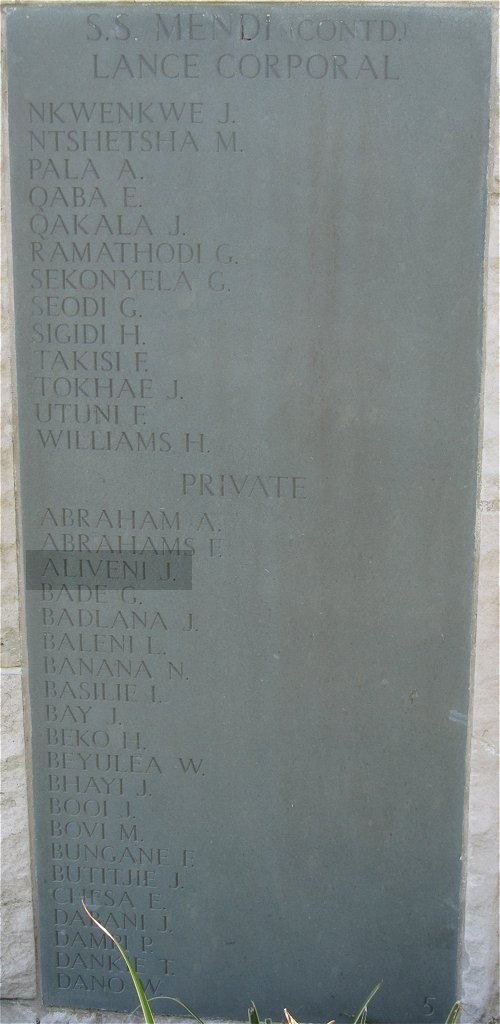 S.S. MENDI (CONTD.)
LANCE CORPORAL
NKWENKWE J.
NTSHETSHA M.
PALA A.
QABA E.
QAKALA J.
RAMATHODI G.
SEKONYELA G.
SEODI G.
SIGIDI H.
TAKISI F.
TOKHAE J.
UTUNI F.
WILLIAMS H.
PRIVATE
ABRAHAM A.
ABRAHAMS F.
ALIVENI J.
BADE G.
BADLANA J.
BALENI L.
BANANA N.
BASILIE I.
BAY J.
BEKO H.
BEYULEA W.
BHAYI J.
BOOI J.
BOVI M.
BUNGANE F.
BUTITJIE J.
CHESA E.
DABANI J.
DAMPI P.
DANKIE T.
DANO W.
5